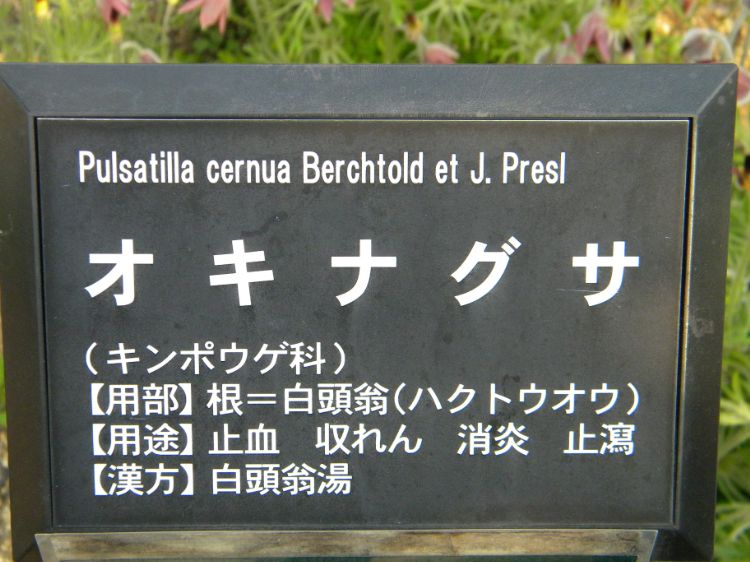 Pulsatilla cernua Berchtold et J. Presl
オキナグサ
（キンポウゲ科）
【用部】根＝白頭翁（ハクトウオウ）
【用途】止血　収れん　消炎　止瀉
【漢方】白頭翁湯